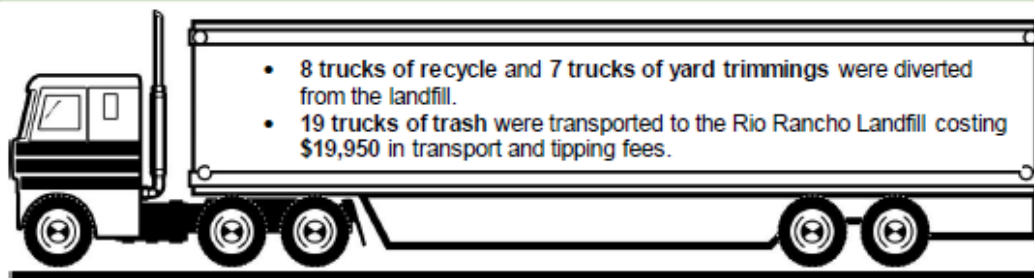 • 8 trucks of recycle and 7 trucks of yard trimmings were diverted
from the landfill.
• 19 trucks of trash were transported to the Rio Rancho Landfill costing
$19,950 in transport and tipping fees.